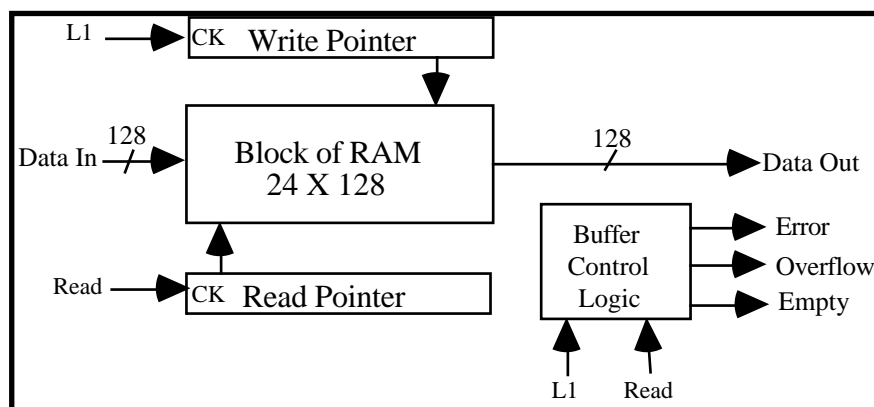 L1
CK
Write Pointer
128
Data In
Block of RAM
24 X 128
128
Data Out
Read
CK
Read Pointer
Buffer
Control
Logic
Error
Overflow
Empty
L1
Read